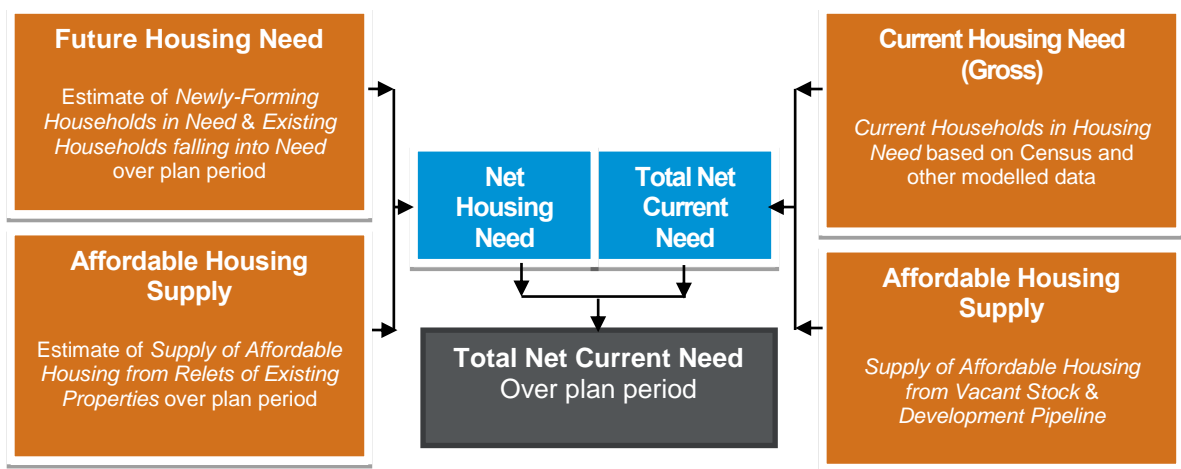 Future Housing Need
Estimate of Newly-Forming
Households in Need & Existing
Households falling into Need
over plan period
Affordable Housing
Supply
Estimate of Supply of Affordable
Housing from Relets of Existing
Properties over plan period
Net
Housing
Need
Total Net
Current
Need
Total Net Current Need
Over plan period
Current Housing Need
(Gross)
Current Households in Housing
Need based on Census and
other modelled data
Affordable Housing
Supply
Supply of Affordable Housing
from Vacant Stock &
Development Pipeline